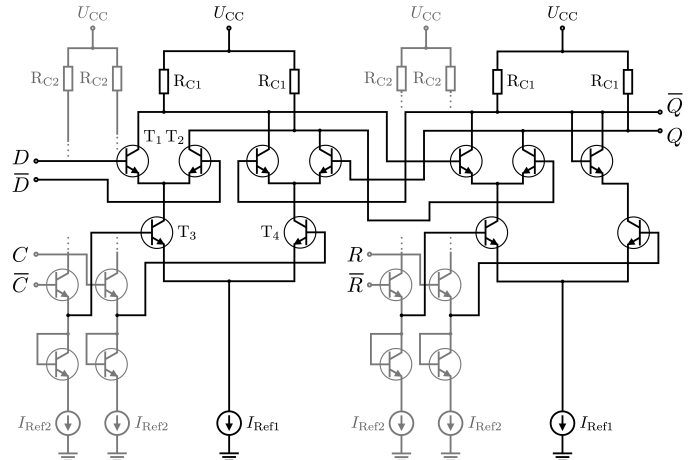 U_CC U_CC U_CC U_CC
R_C2 R_C2 R_C1 R_C1 R_C2 R_C2 R_C1 R_C1
Q̅
T_1 T_2 Q
D
D̅
T_3 T_4
C R
C̅ R̅
I_Ref2 I_Ref2 I_Ref1 I_Ref2 I_Ref2 I_Ref1